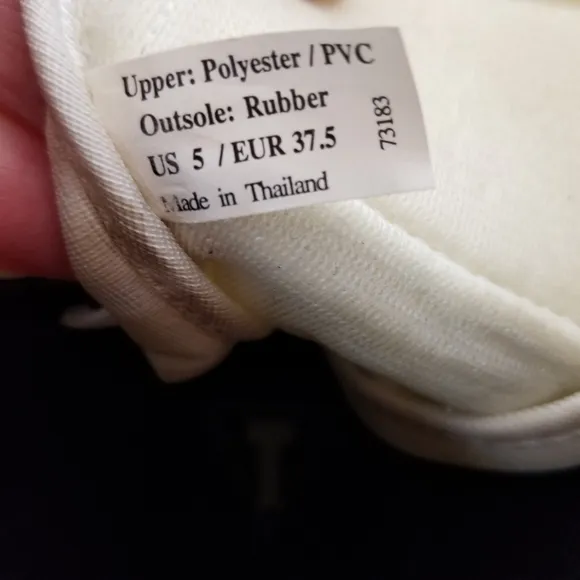 Upper: Polyester / PVC
Outsole: Rubber
US 5 / EUR 37.5
Made in Thailand
73183